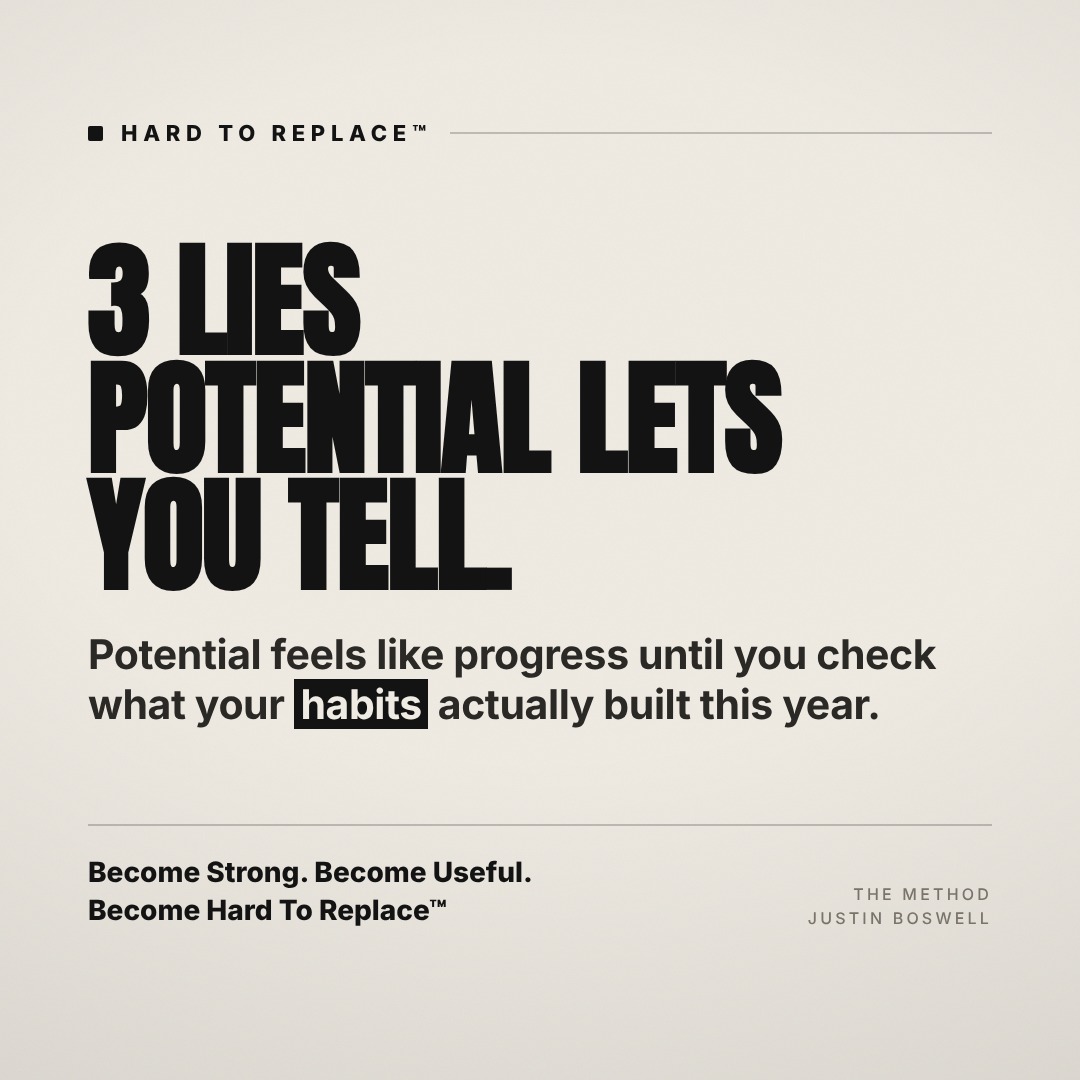 HARD TO REPLACE™
3 LIES
POTENTIAL LETS
YOU TELL.
Potential feels like progress until you check
what your habits actually built this year.
Become Strong. Become Useful.
Become Hard To Replace™
THE METHOD
JUSTIN BOSWELL